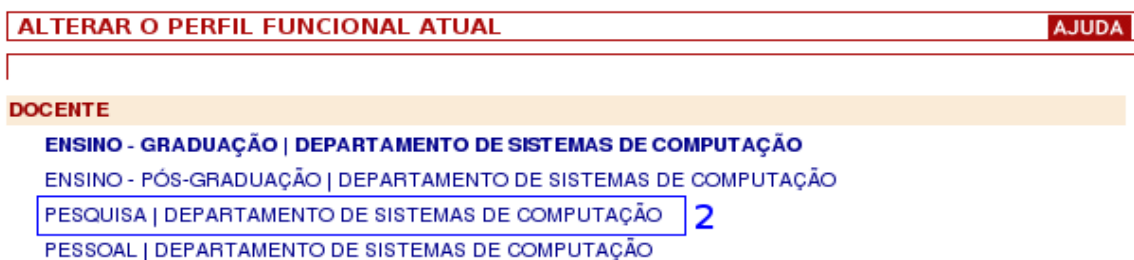 ALTERAR O PERFIL FUNCIONAL ATUAL AJUDA
DOCENTE
ENSINO - GRADUAÇÃO | DEPARTAMENTO DE SISTEMAS DE COMPUTAÇÃO
ENSINO - PÓS-GRADUAÇÃO | DEPARTAMENTO DE SISTEMAS DE COMPUTAÇÃO
PESQUISA | DEPARTAMENTO DE SISTEMAS DE COMPUTAÇÃO 2
PESSOAL | DEPARTAMENTO DE SISTEMAS DE COMPUTAÇÃO